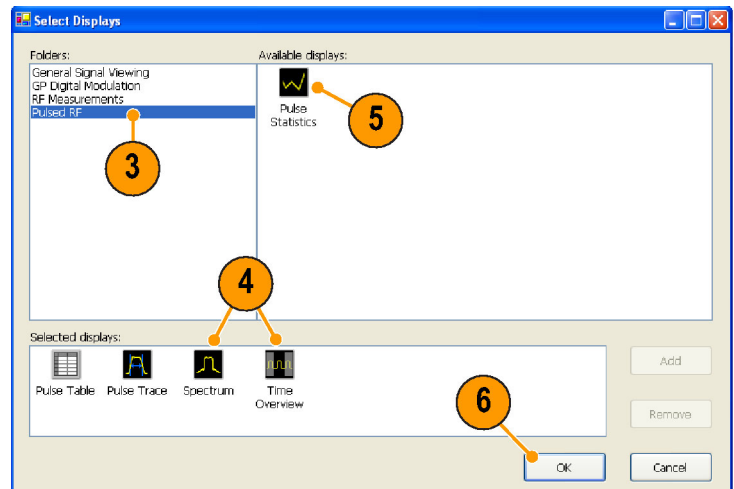 Select Displays
Folders:
Available displays:
General Signal Viewing
GP Digital Modulation
RF Measurements
Pulsed RF
Pulse
Statistics
5
3
4
Selected displays:
Pulse Table
Pulse Trace
Spectrum
Time
Overview
Add
6
Remove
OK
Cancel